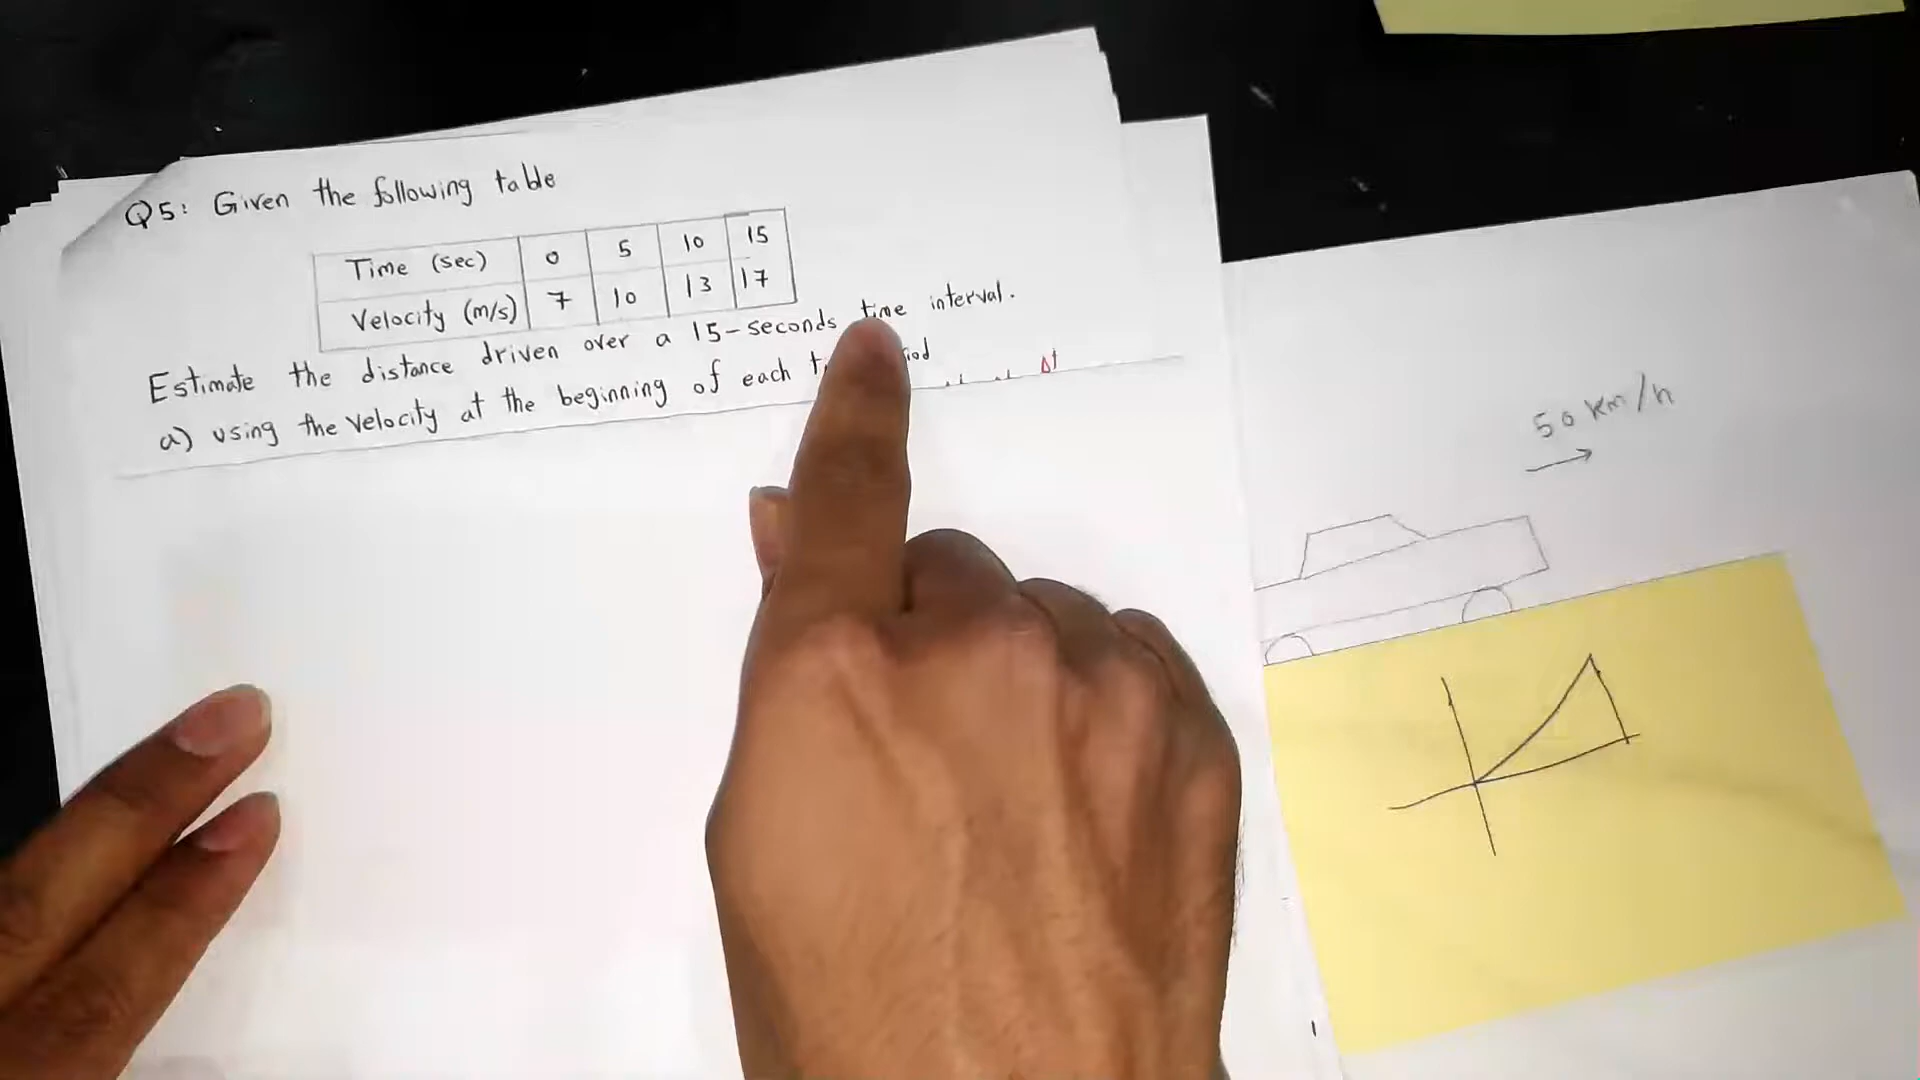 Q5: Given the following table
Time (sec) 0 5 10 15
Velocity (m/s) 7 10 13 17
Estimate the distance driven over a 15-seconds time interval.
a) using the velocity at the beginning of each
Δt
50 km/h